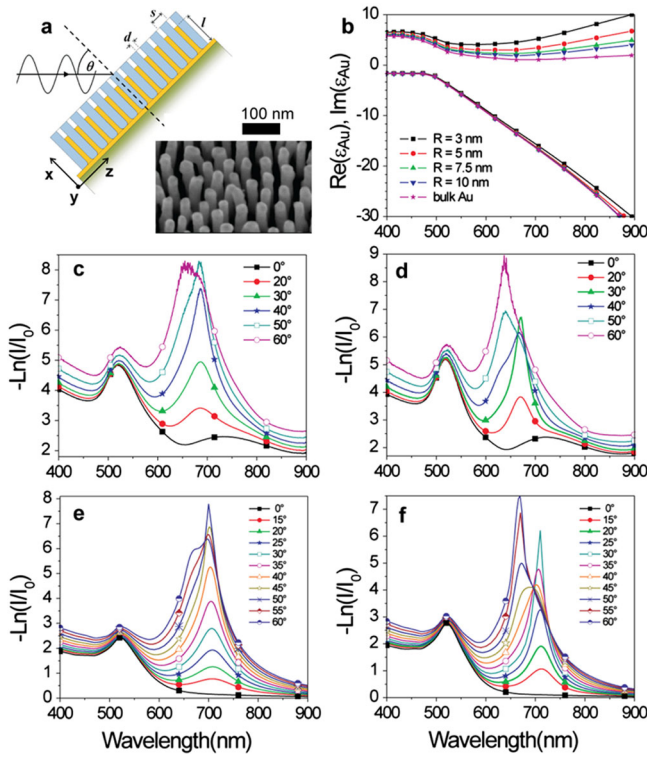 a
s
l
d
θ
100 nm
x
y
z
b
Re(εAu), Im(εAu)
10
0
-10
-20
-30
R = 3 nm
R = 5 nm
R = 7.5 nm
R = 10 nm
bulk Au
400 500 600 700 800 900
c
-Ln(I/I0)
8
7
6
5
4
3
2
0°
20°
30°
40°
50°
60°
400 500 600 700 800 900
d
-Ln(I/I0)
9
8
7
6
5
4
3
2
0°
20°
30°
40°
50°
60°
400 500 600 700 800 900
e
-Ln(I/I0)
8
7
6
5
4
3
2
1
0
0°
15°
20°
25°
30°
35°
40°
45°
50°
55°
60°
400 500 600 700 800 900
Wavelength(nm)
f
-Ln(I/I0)
7
6
5
4
3
2
1
0
0°
15°
20°
25°
30°
35°
40°
45°
50°
55°
60°
400 500 600 700 800 900
Wavelength(nm)